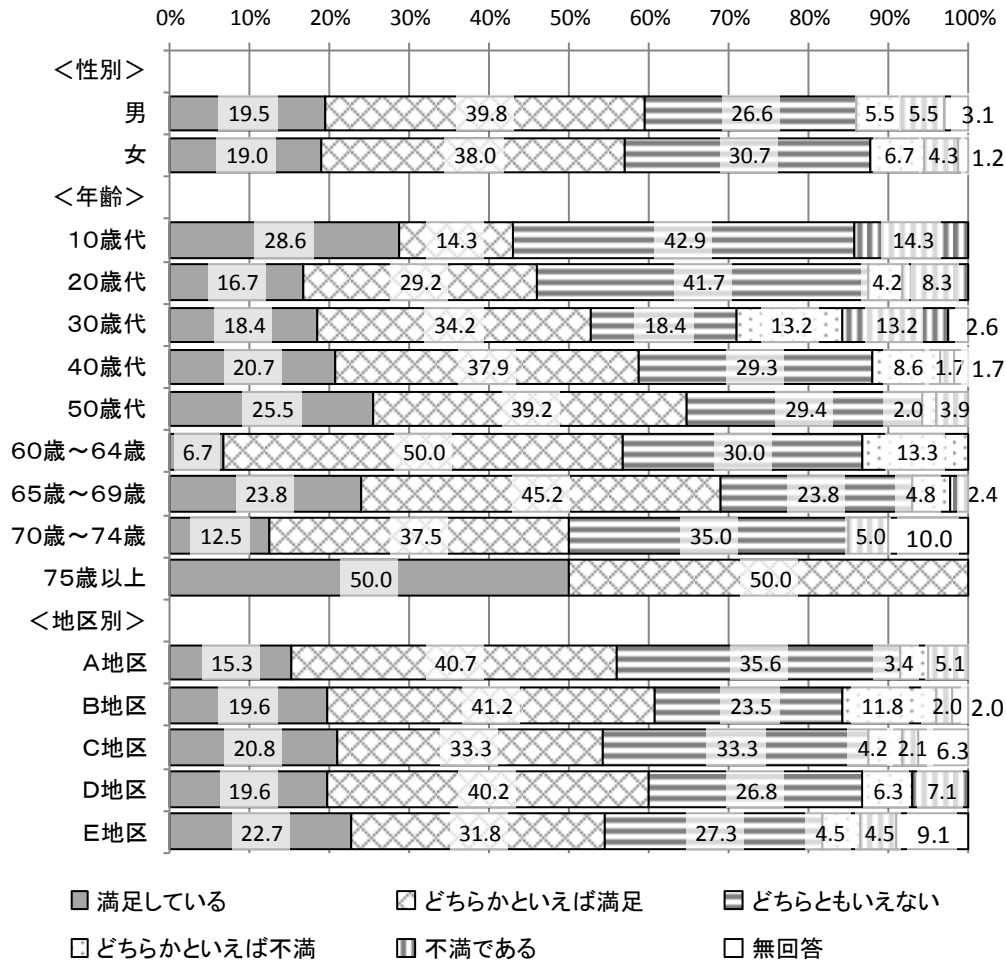 0% 10% 20% 30% 40% 50% 60% 70% 80% 90% 100%
＜性別＞
男 19.5 39.8 26.6 5.5 5.5 3.1
女 19.0 38.0 30.7 6.7 4.3 1.2
＜年齢＞
10歳代 28.6 14.3 42.9 14.3
20歳代 16.7 29.2 41.7 4.2 8.3
30歳代 18.4 34.2 18.4 13.2 13.2 2.6
40歳代 20.7 37.9 29.3 8.6 1.7 1.7
50歳代 25.5 39.2 29.4 2.0 3.9
60歳～64歳 6.7 50.0 30.0 13.3
65歳～69歳 23.8 45.2 23.8 4.8 2.4
70歳～74歳 12.5 37.5 35.0 5.0 10.0
75歳以上 50.0 50.0
＜地区別＞
A地区 15.3 40.7 35.6 3.4 5.1
B地区 19.6 41.2 23.5 11.8 2.0 2.0
C地区 20.8 33.3 33.3 4.2 2.1 6.3
D地区 19.6 40.2 26.8 6.3 7.1
E地区 22.7 31.8 27.3 4.5 4.5 9.1
満足している どちらかといえば満足 どちらともいえない
どちらかといえば不満 不満である 無回答